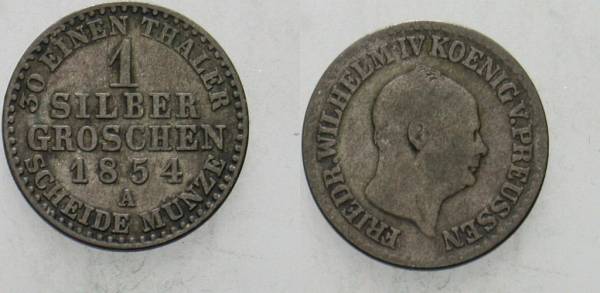 30 EINEN THALER
1
SILBER
GROSCHEN
1854
A
SCHEIDE MÜNZE
FRIEDR. WILHELM IV KOENIG V. PREUSSEN